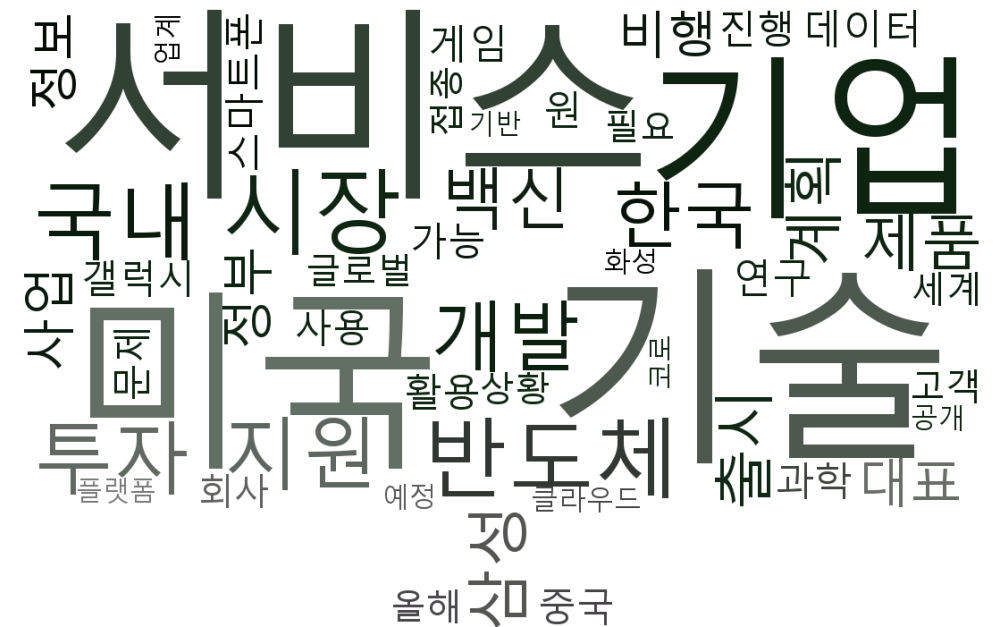 정보
업계
서비스
스마트폰
게임
접종
기반
원
필요
비행
진행
데이터
기업
국내
시장
백신
가능
한국
계획
제품
사업
갤럭시
정부
글로벌
화성
연구
세계
미국
문제
사용
개발
기술
코로
활용
상황
고객
공개
투자
지원
반도체
출시
과학
대표
플랫폼
회사
예정
클라우드
삼성
올해
중국